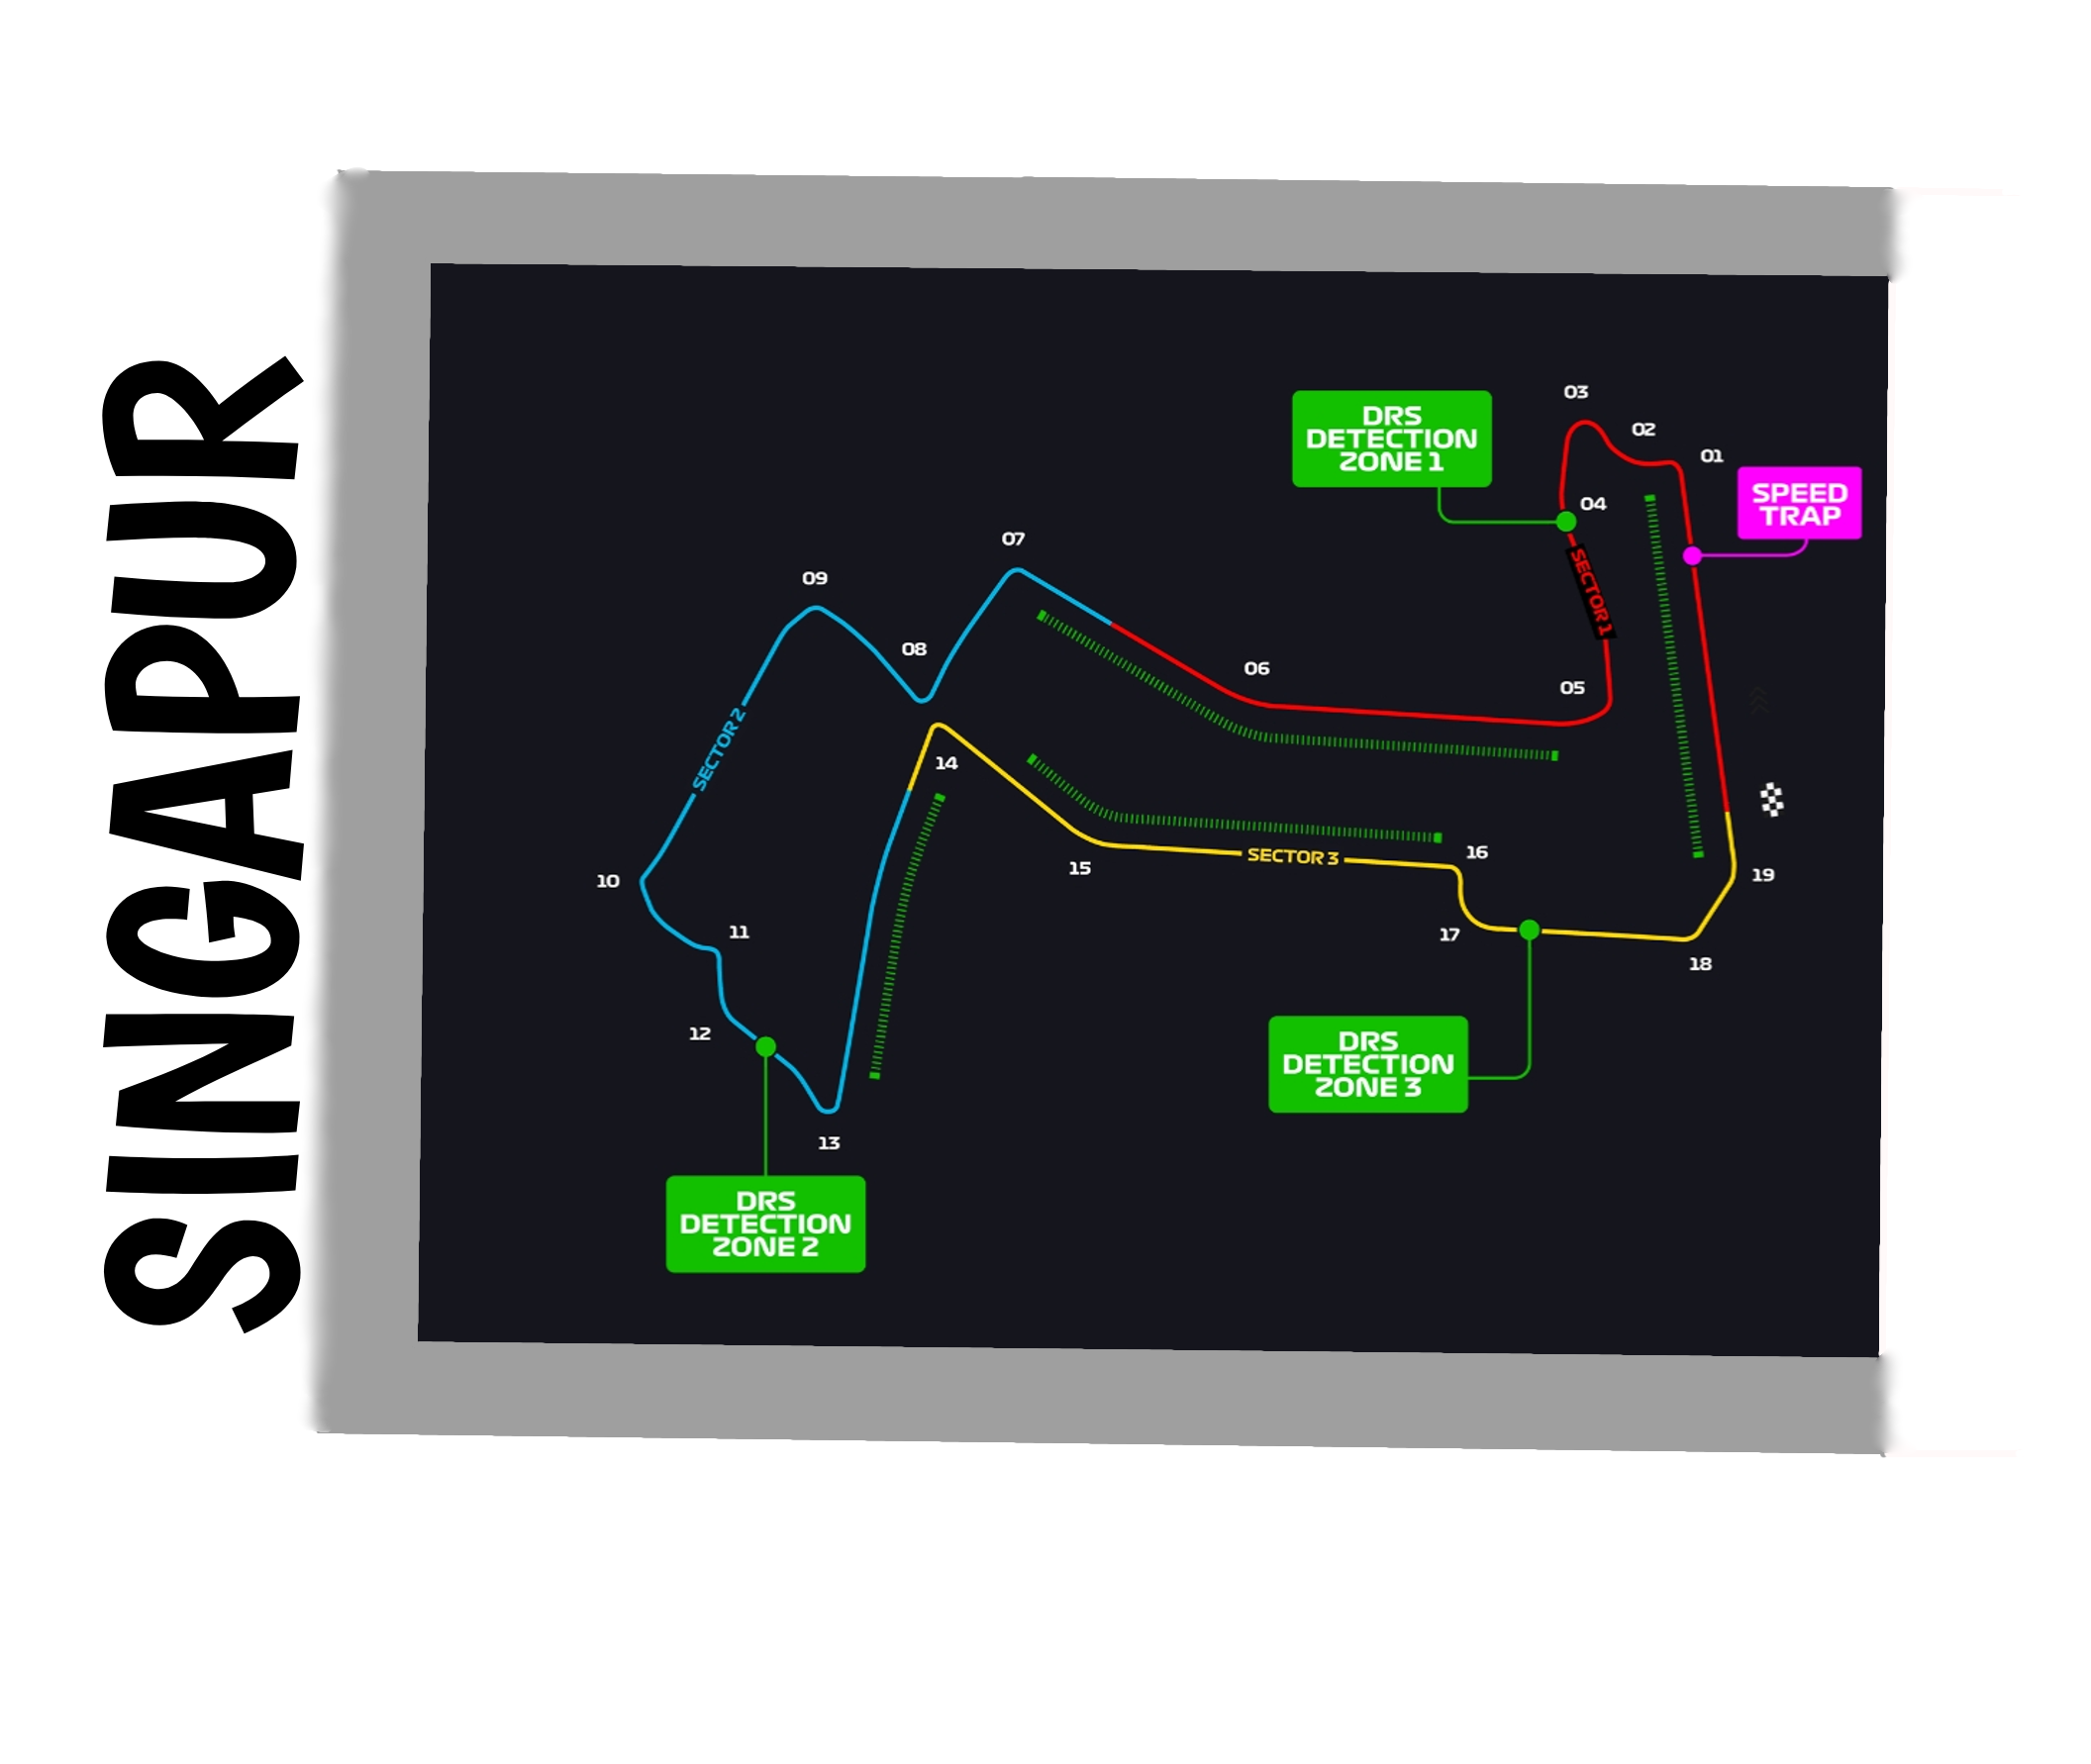 SINGAPUR
DRS
DETECTION
ZONE 1
03
02
01
SPEED
TRAP
04
SECTOR 1
07
09
08
06
05
SECTOR 2
14
16
15
SECTOR 3
19
10
11
17
18
12
DRS
DETECTION
ZONE 3
13
DRS
DETECTION
ZONE 2